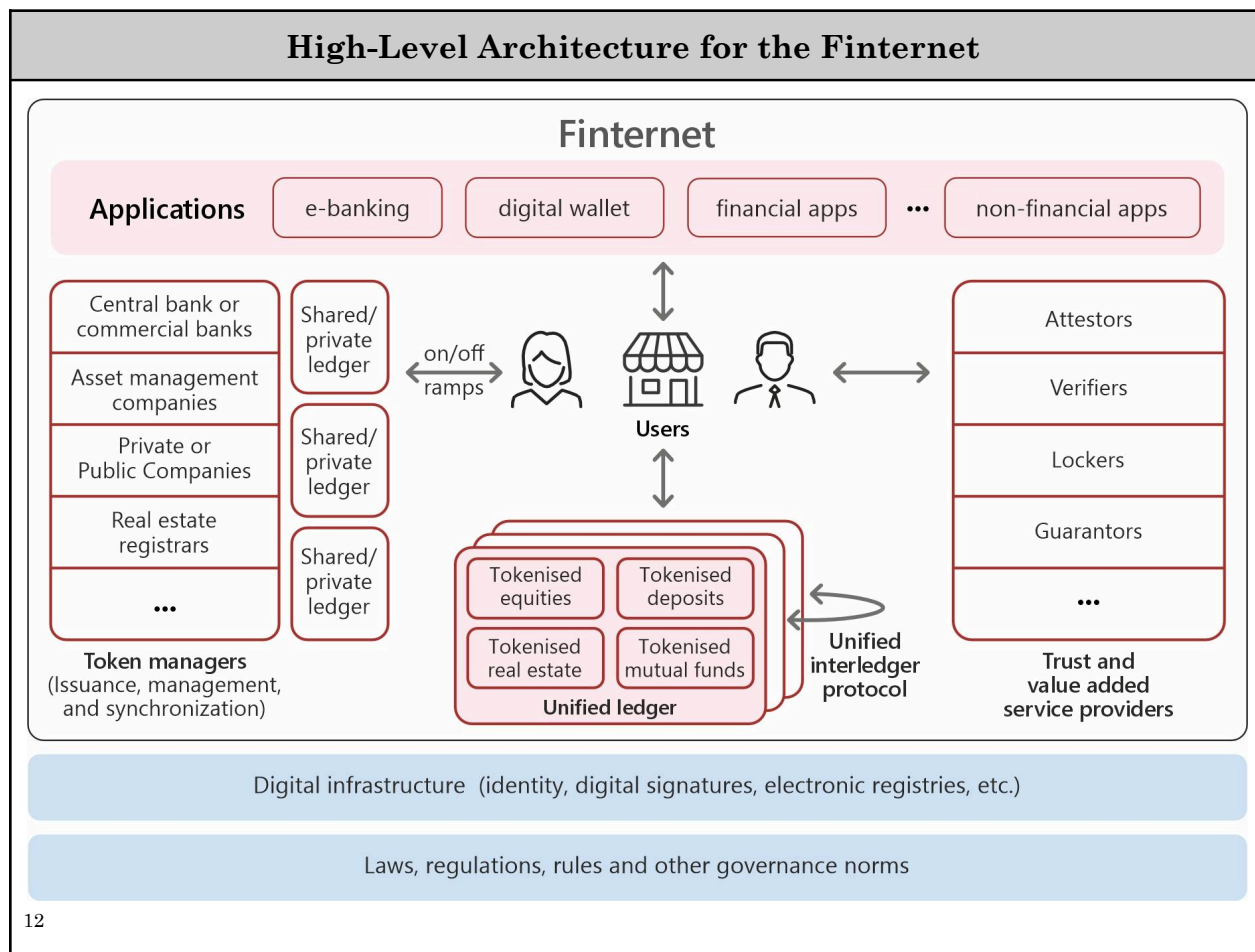 High-Level Architecture for the Finternet
Finternet
Applications
e-banking
digital wallet
financial apps
...
non-financial apps
Central bank or
commercial banks
Asset management
companies
Private or
Public Companies
Real estate
registrars
...
Token managers
(Issuance, management,
and synchronization)
Shared/
private
ledger
Shared/
private
ledger
Shared/
private
ledger
on/off
ramps
Users
Tokenised
equities
Tokenised
deposits
Tokenised
real estate
Tokenised
mutual funds
Unified ledger
Unified
interledger
protocol
Attestors
Verifiers
Lockers
Guarantors
...
Trust and
value added
service providers
Digital infrastructure (identity, digital signatures, electronic registries, etc.)
Laws, regulations, rules and other governance norms
12